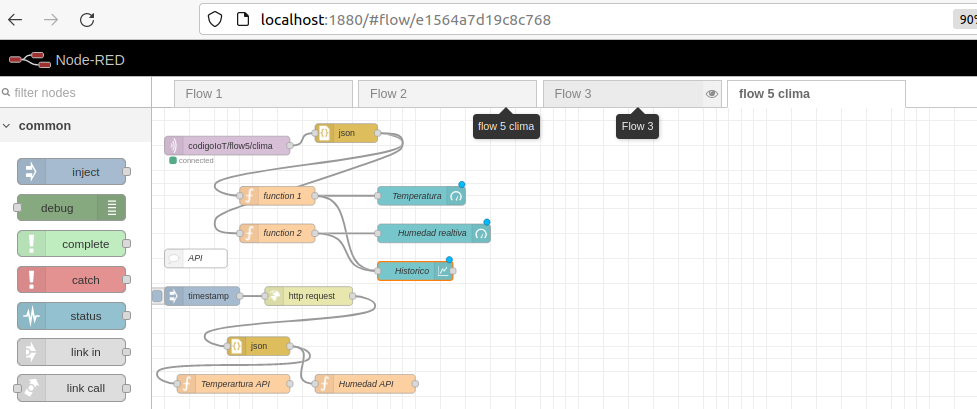 localhost:1880/#flow/e1564a7d19c8c768
90%
Node-RED
filter nodes
Flow 1
Flow 2
Flow 3
flow 5 clima
common
flow 5 clima
Flow 3
json
codigoIoT/flow5/clima
connected
inject
function 1
Temperatura
debug
function 2
Humedad realtiva
complete
API
Historico
catch
timestamp
http request
status
link in
json
link call
Temperartura API
Humedad API